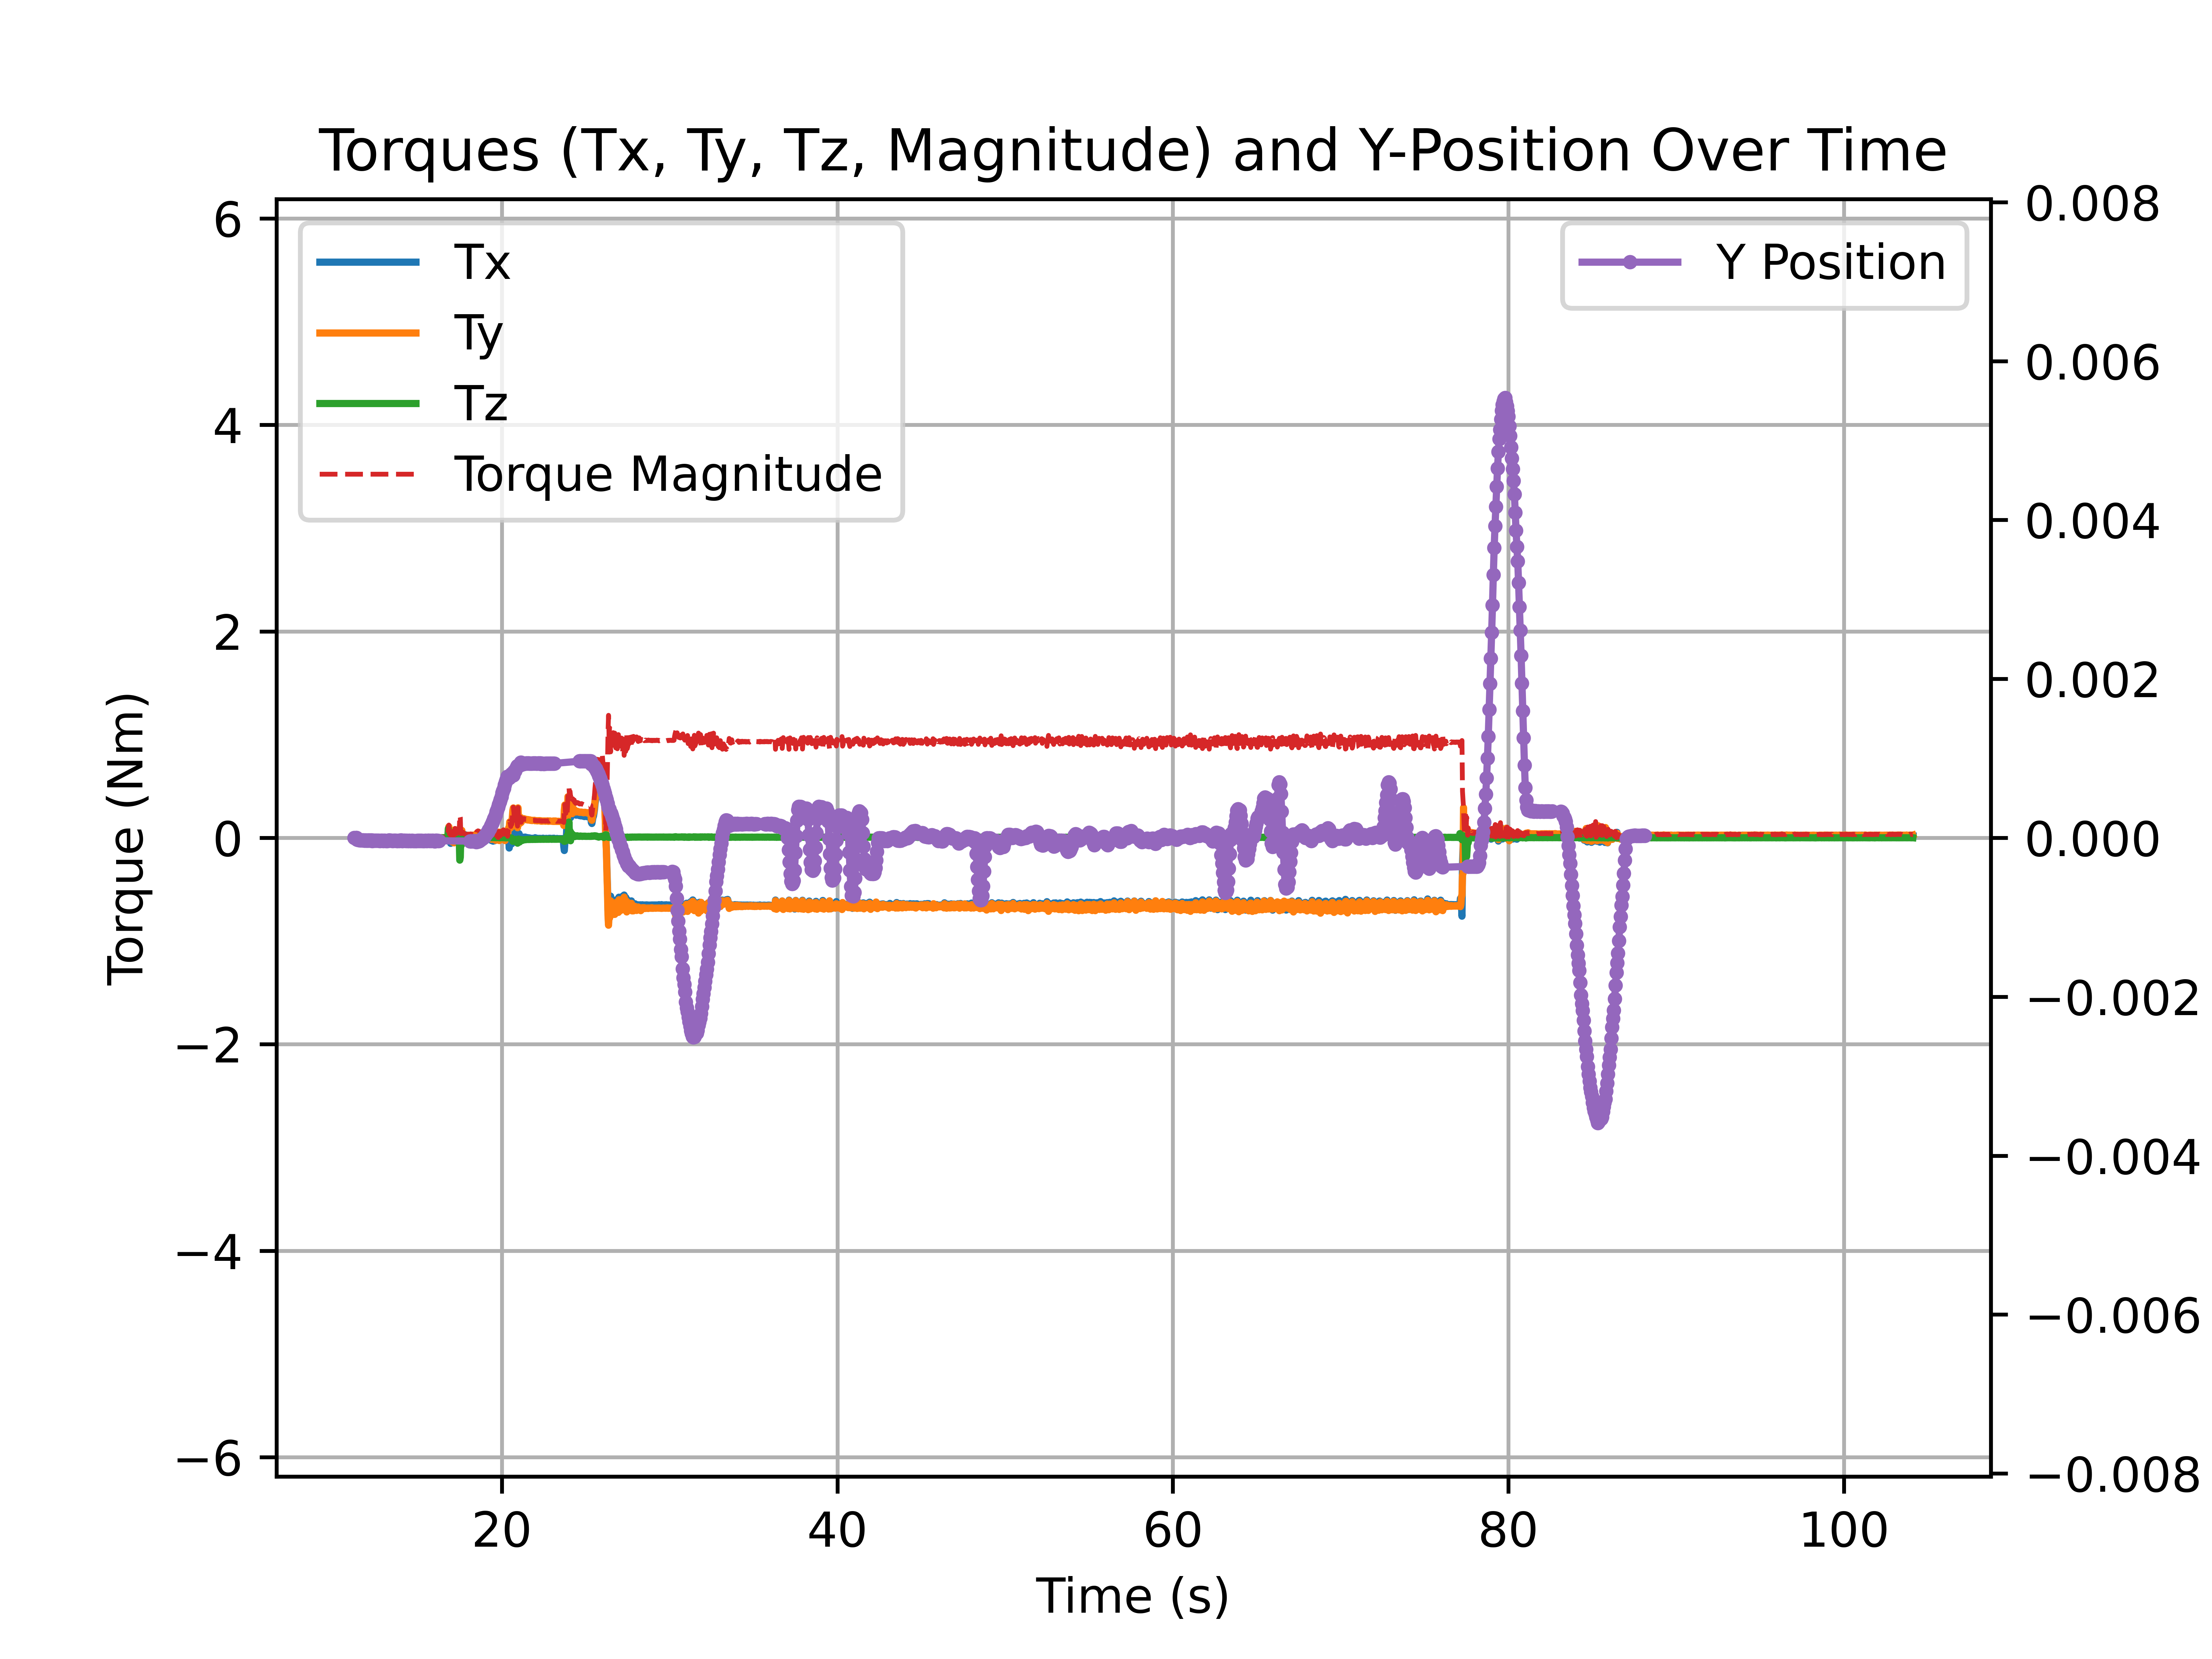 Torques (Tx, Ty, Tz, Magnitude) and Y-Position Over Time
Tx
Ty
Tz
Torque Magnitude
Y Position
6
4
2
0
−2
−4
−6
Torque (Nm)
0.008
0.006
0.004
0.002
0.000
−0.002
−0.004
−0.006
−0.008
20
40
60
80
100
Time (s)